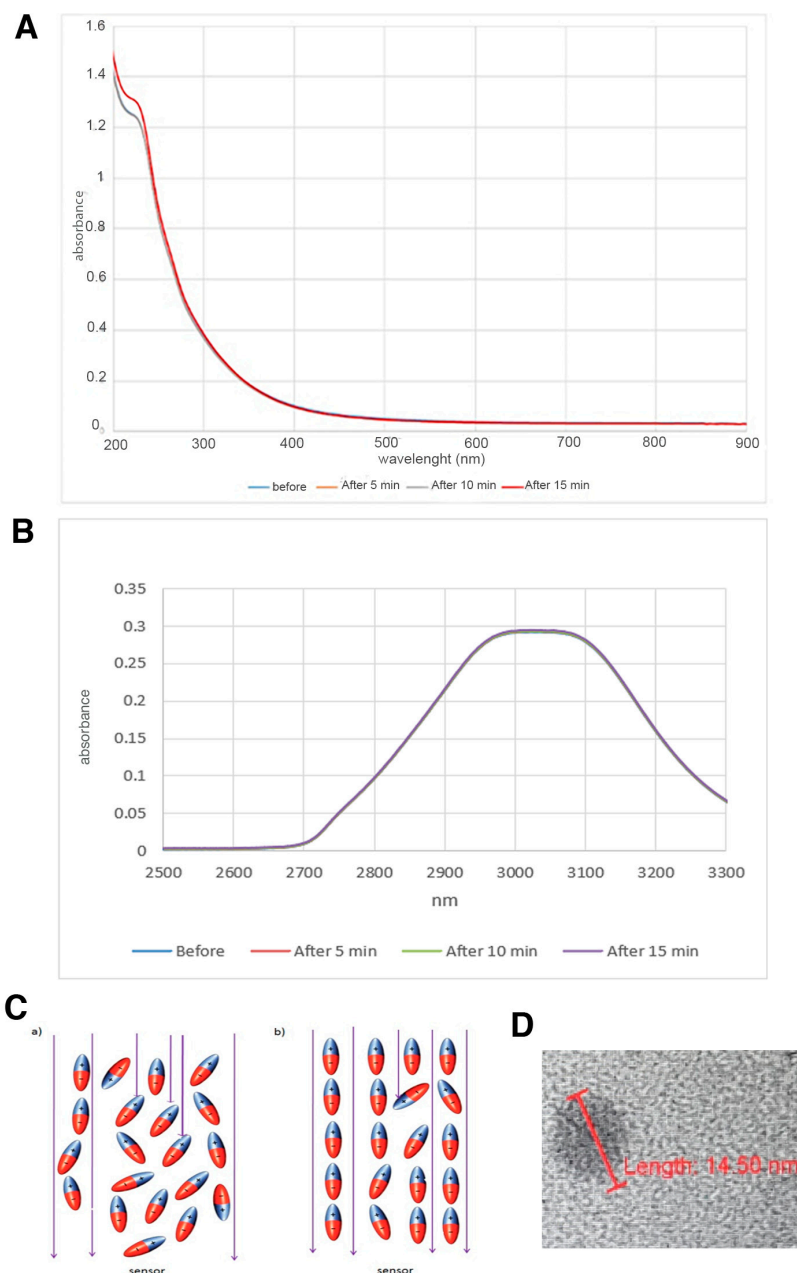 A
1.6
1.4
1.2
1
0.8
0.6
0.4
0.2
0
absorbance
200 300 400 500 600 700 800 900
wavelenght (nm)
before After 5 min After 10 min After 15 min
B
0.35
0.3
0.25
0.2
0.15
0.1
0.05
0
absorbance
2500 2600 2700 2800 2900 3000 3100 3200 3300
nm
Before After 5 min After 10 min After 15 min
C
a)
b)
sensor
sensor
D
Length: 14.50 nm